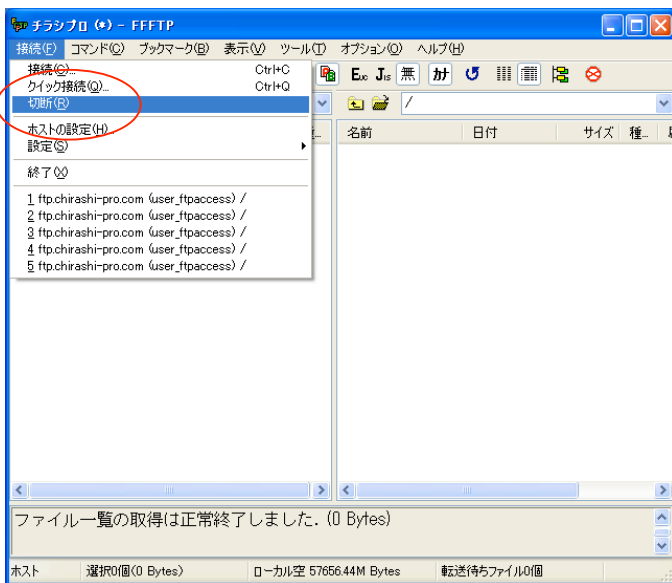 チラシプロ (*) - FFFTP
接続(F) コマンド(C) ブックマーク(B) 表示(V) ツール(T) オプション(O) ヘルプ(H)
接続(C)... Ctrl+C
クイック接続(Q)... Ctrl+Q
切断(R)
ホストの設定(H)...
設定(S)
終了(X)
1 ftp.chirashi-pro.com (user_ftpaccess) /
2 ftp.chirashi-pro.com (user_ftpaccess) /
3 ftp.chirashi-pro.com (user_ftpaccess) /
4 ftp.chirashi-pro.com (user_ftpaccess) /
5 ftp.chirashi-pro.com (user_ftpaccess) /
Euc Jis 無 カナ
/
名前 日付 サイズ 種...
ファイル一覧の取得は正常終了しました. (0 Bytes)
ホスト 選択0個(0 Bytes) ローカル空 57656.44M Bytes 転送待ちファイル0個